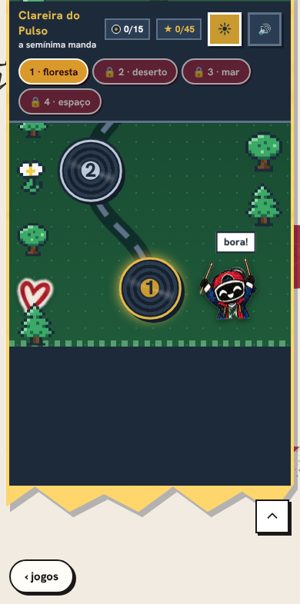 Clareira do
Pulso
a semínima manda
0/15
★ 0/45
1 · floresta
2 · deserto
3 · mar
4 · espaço
2
bora!
1
‹ jogos